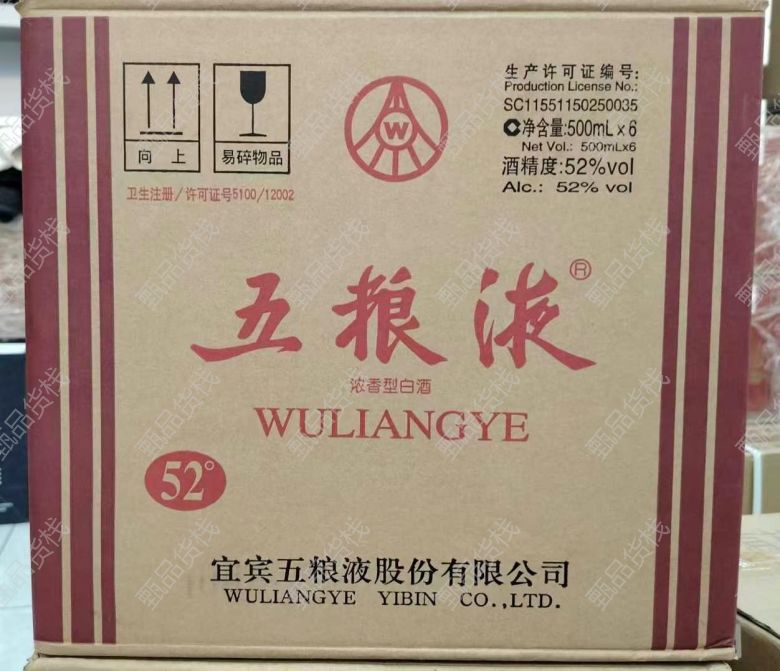 向 上
易碎物品
卫生注册/许可证号5100/12002
W
生产许可证编号:
Production License No.:
SC11551150250035
净含量:500mL x 6
Net Vol.: 500mLx6
酒精度:52%vol
Alc.: 52% vol
五粮液®
浓香型白酒
WULIANGYE
52°
宜宾五粮液股份有限公司
WULIANGYE YIBIN CO.,LTD.
甄品货栈